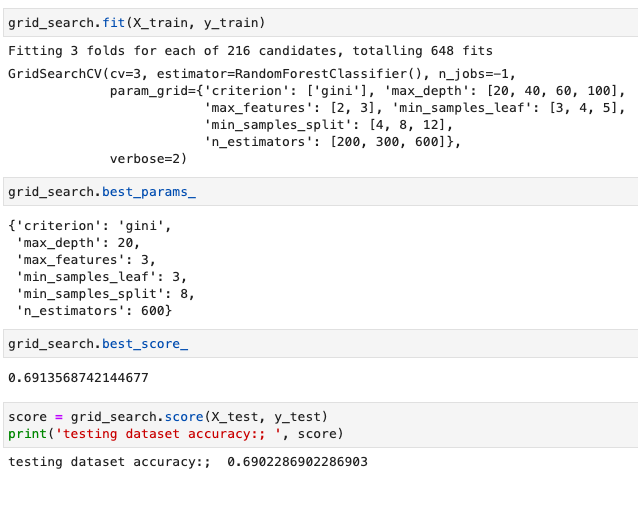 grid_search.fit(X_train, y_train)
Fitting 3 folds for each of 216 candidates, totalling 648 fits
GridSearchCV(cv=3, estimator=RandomForestClassifier(), n_jobs=-1,
             param_grid={'criterion': ['gini'], 'max_depth': [20, 40, 60, 100],
                         'max_features': [2, 3], 'min_samples_leaf': [3, 4, 5],
                         'min_samples_split': [4, 8, 12],
                         'n_estimators': [200, 300, 600]},
             verbose=2)
grid_search.best_params_
{'criterion': 'gini',
 'max_depth': 20,
 'max_features': 3,
 'min_samples_leaf': 3,
 'min_samples_split': 8,
 'n_estimators': 600}
grid_search.best_score_
0.6913568742144677
score = grid_search.score(X_test, y_test)
print('testing dataset accuracy:; ', score)
testing dataset accuracy:;  0.6902286902286903